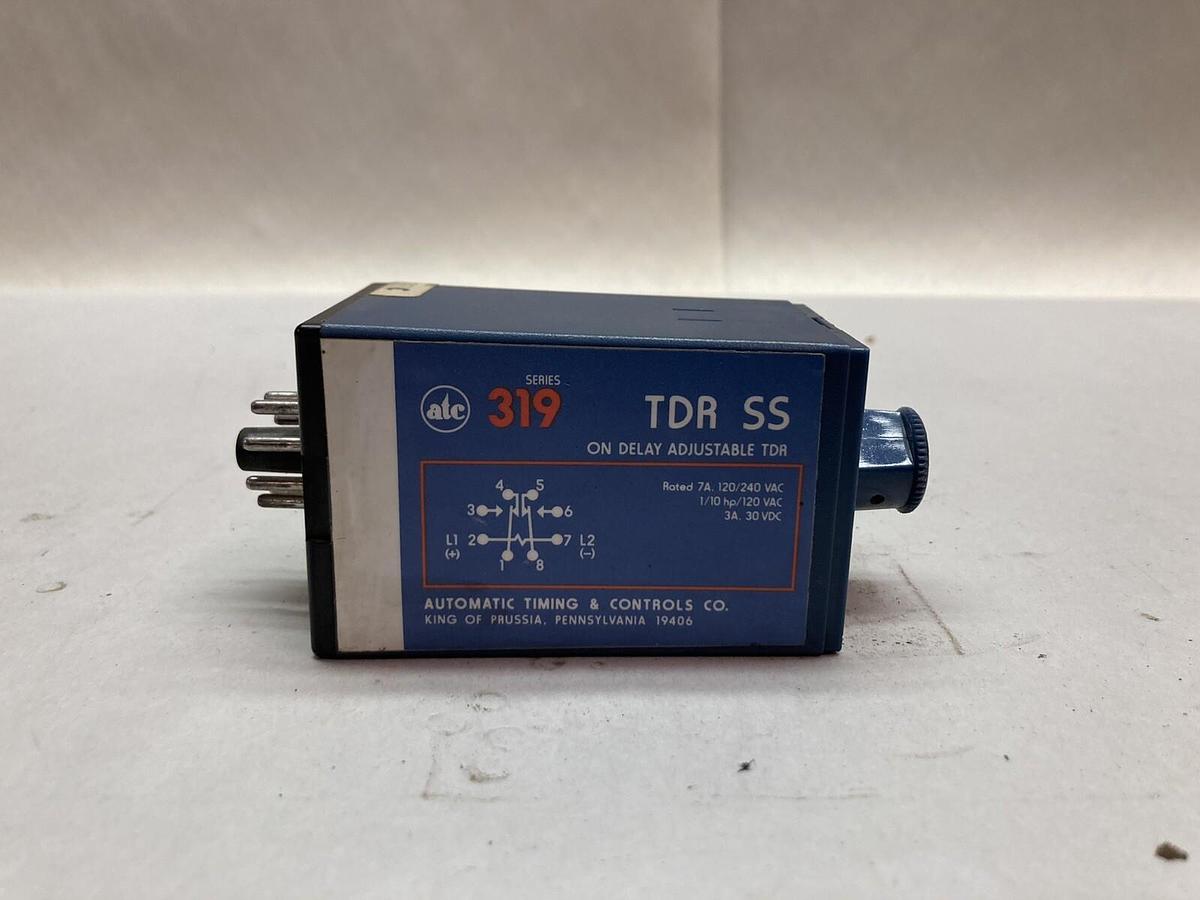 SERIES
atc 319 TDR SS
ON DELAY ADJUSTABLE TDR
Rated 7A, 120/240 VAC
1/10 hp/120 VAC
3A, 30 VDC
4 5
3 6
L1 2 7 L2
(+) (−)
1 8
AUTOMATIC TIMING & CONTROLS CO.
KING OF PRUSSIA, PENNSYLVANIA 19406